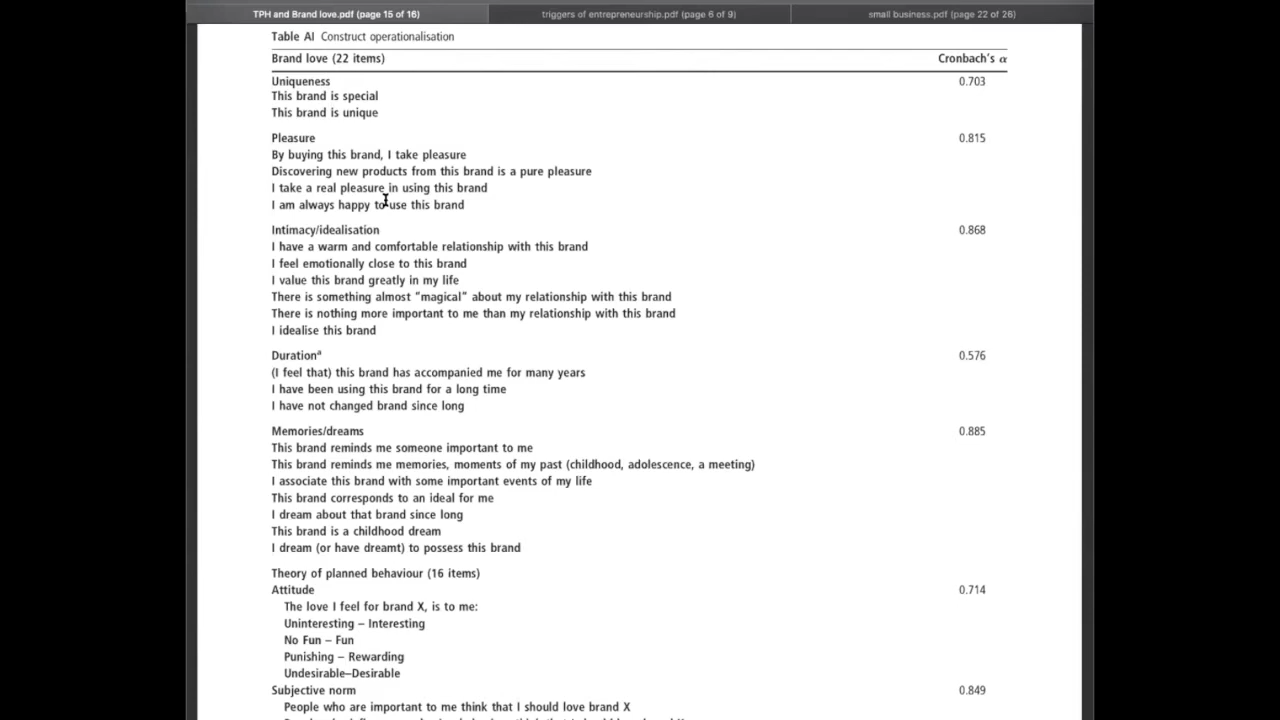 TPH and Brand love.pdf (page 15 of 16)
triggers of entrepreneurship.pdf (page 6 of 9)
small business.pdf (page 22 of 26)
Table AI Construct operationalisation
Brand love (22 items) Cronbach's α
Uniqueness 0.703
This brand is special
This brand is unique
Pleasure 0.815
By buying this brand, I take pleasure
Discovering new products from this brand is a pure pleasure
I take a real pleasure in using this brand
I am always happy to use this brand
Intimacy/idealisation 0.868
I have a warm and comfortable relationship with this brand
I feel emotionally close to this brand
I value this brand greatly in my life
There is something almost "magical" about my relationship with this brand
There is nothing more important to me than my relationship with this brand
I idealise this brand
Durationª 0.576
(I feel that) this brand has accompanied me for many years
I have been using this brand for a long time
I have not changed brand since long
Memories/dreams 0.885
This brand reminds me someone important to me
This brand reminds me memories, moments of my past (childhood, adolescence, a meeting)
I associate this brand with some important events of my life
This brand corresponds to an ideal for me
I dream about that brand since long
This brand is a childhood dream
I dream (or have dreamt) to possess this brand
Theory of planned behaviour (16 items)
Attitude 0.714
The love I feel for brand X, is to me:
Uninteresting – Interesting
No Fun – Fun
Punishing – Rewarding
Undesirable–Desirable
Subjective norm 0.849
People who are important to me think that I should love brand X